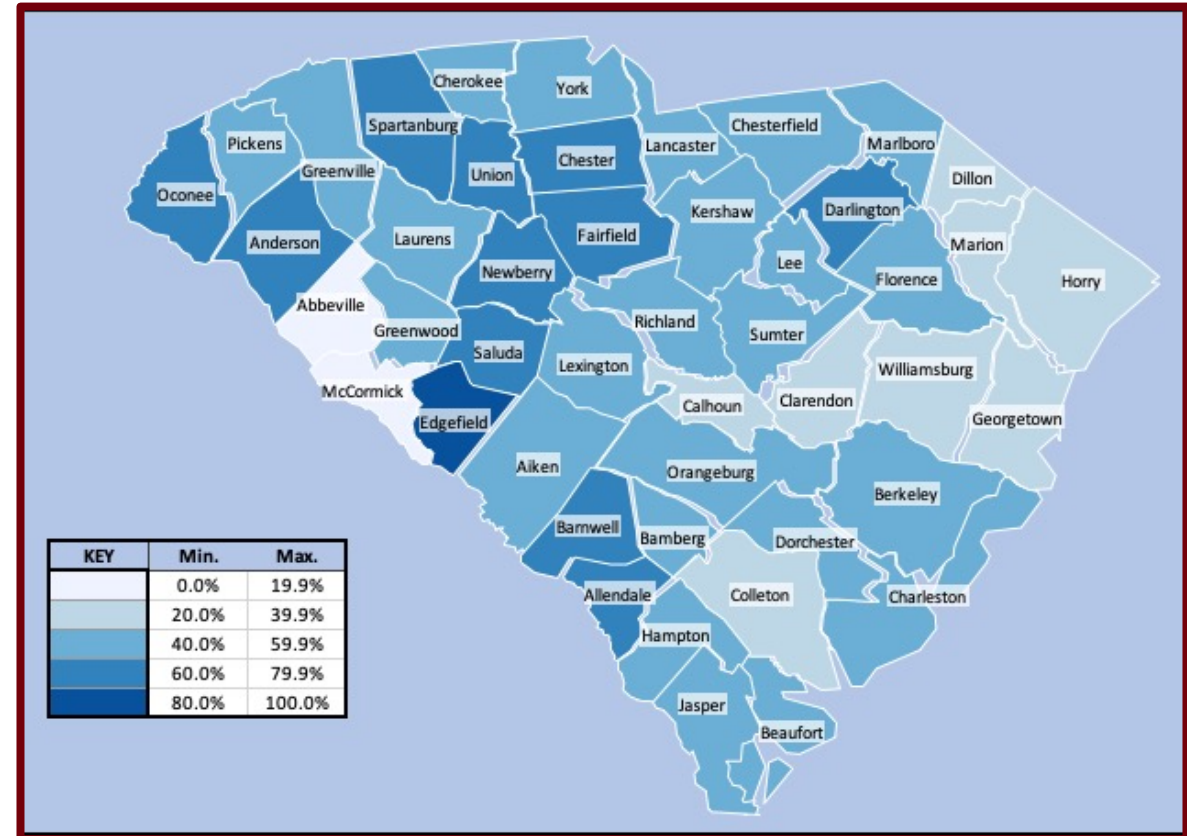 Cherokee
York
Spartanburg
Pickens
Chesterfield
Lancaster
Marlboro
Chester
Union
Greenville
Dillon
Oconee
Kershaw
Darlington
Laurens
Fairfield
Anderson
Marion
Lee
Newberry
Florence
Horry
Abbeville
Richland
Greenwood
Sumter
Saluda
Lexington
Williamsburg
McCormick
Clarendon
Calhoun
Georgetown
Edgefield
Aiken
Orangeburg
Berkeley
Barnwell
Bamberg
Dorchester
Allendale
Colleton
Charleston
Hampton
Jasper
Beaufort
KEY Min. Max.
0.0% 19.9%
20.0% 39.9%
40.0% 59.9%
60.0% 79.9%
80.0% 100.0%